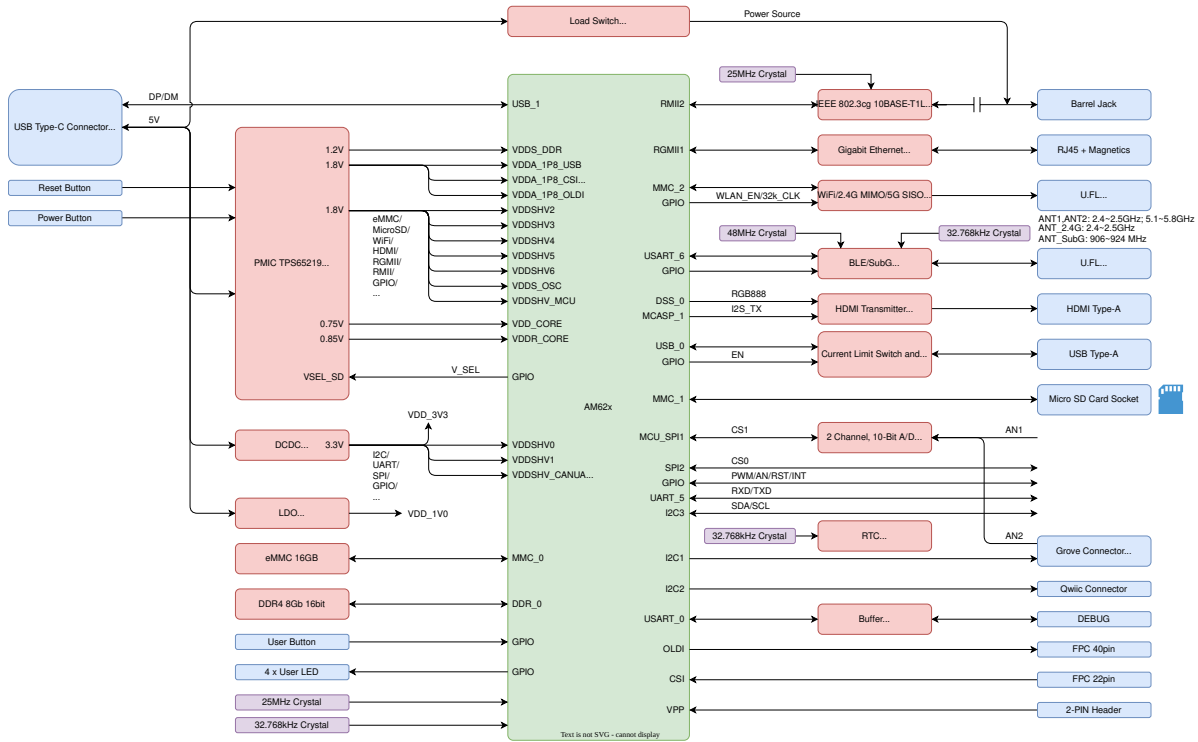 Load Switch...
Power Source
25MHz Crystal
USB Type-C Connector...
DP/DM
5V
USB_1
RMII2
IEEE 802.3cg 10BASE-T1L...
Barrel Jack
PMIC TPS65219...
1.2V
VDDS_DDR
RGMII1
Gigabit Ethernet...
RJ45 + Magnetics
1.8V
VDDA_1P8_USB
VDDA_1P8_CSI...
VDDA_1P8_OLDI
Reset Button
Power Button
MMC_2
GPIO
WLAN_EN/32k_CLK
WiFi/2.4G MIMO/5G SISO...
U.FL...
1.8V
VDDSHV2
VDDSHV3
VDDSHV4
VDDSHV5
VDDSHV6
VDDS_OSC
VDDSHV_MCU
eMMC/
MicroSD/
WiFi/
HDMI/
RGMII/
RMII/
GPIO/
...
ANT1,ANT2: 2.4~2.5GHz; 5.1~5.8GHz
ANT_2.4G: 2.4~2.5GHz
ANT_SubG: 906~924 MHz
48MHz Crystal
32.768kHz Crystal
USART_6
GPIO
BLE/SubG...
U.FL...
DSS_0
RGB888
MCASP_1
I2S_TX
HDMI Transmitter...
HDMI Type-A
0.75V
VDD_CORE
0.85V
VDDR_CORE
USB_0
GPIO
EN
Current Limit Switch and...
USB Type-A
VSEL_SD
V_SEL
GPIO
AM62x
MMC_1
Micro SD Card Socket
VDD_3V3
DCDC...
3.3V
VDDSHV0
VDDSHV1
VDDSHV_CANUA...
I2C/
UART/
SPI/
GPIO/
...
MCU_SPI1
CS1
2 Channel, 10-Bit A/D...
AN1
SPI2
CS0
GPIO
PWM/AN/RST/INT
UART_5
RXD/TXD
I2C3
SDA/SCL
LDO...
VDD_1V0
32.768kHz Crystal
RTC...
AN2
Grove Connector...
eMMC 16GB
MMC_0
I2C1
I2C2
Qwiic Connector
DDR4 8Gb 16bit
DDR_0
USART_0
Buffer...
DEBUG
User Button
GPIO
OLDI
FPC 40pin
4 x User LED
GPIO
CSI
FPC 22pin
25MHz Crystal
VPP
2-PIN Header
32.768kHz Crystal
Text is not SVG - cannot display